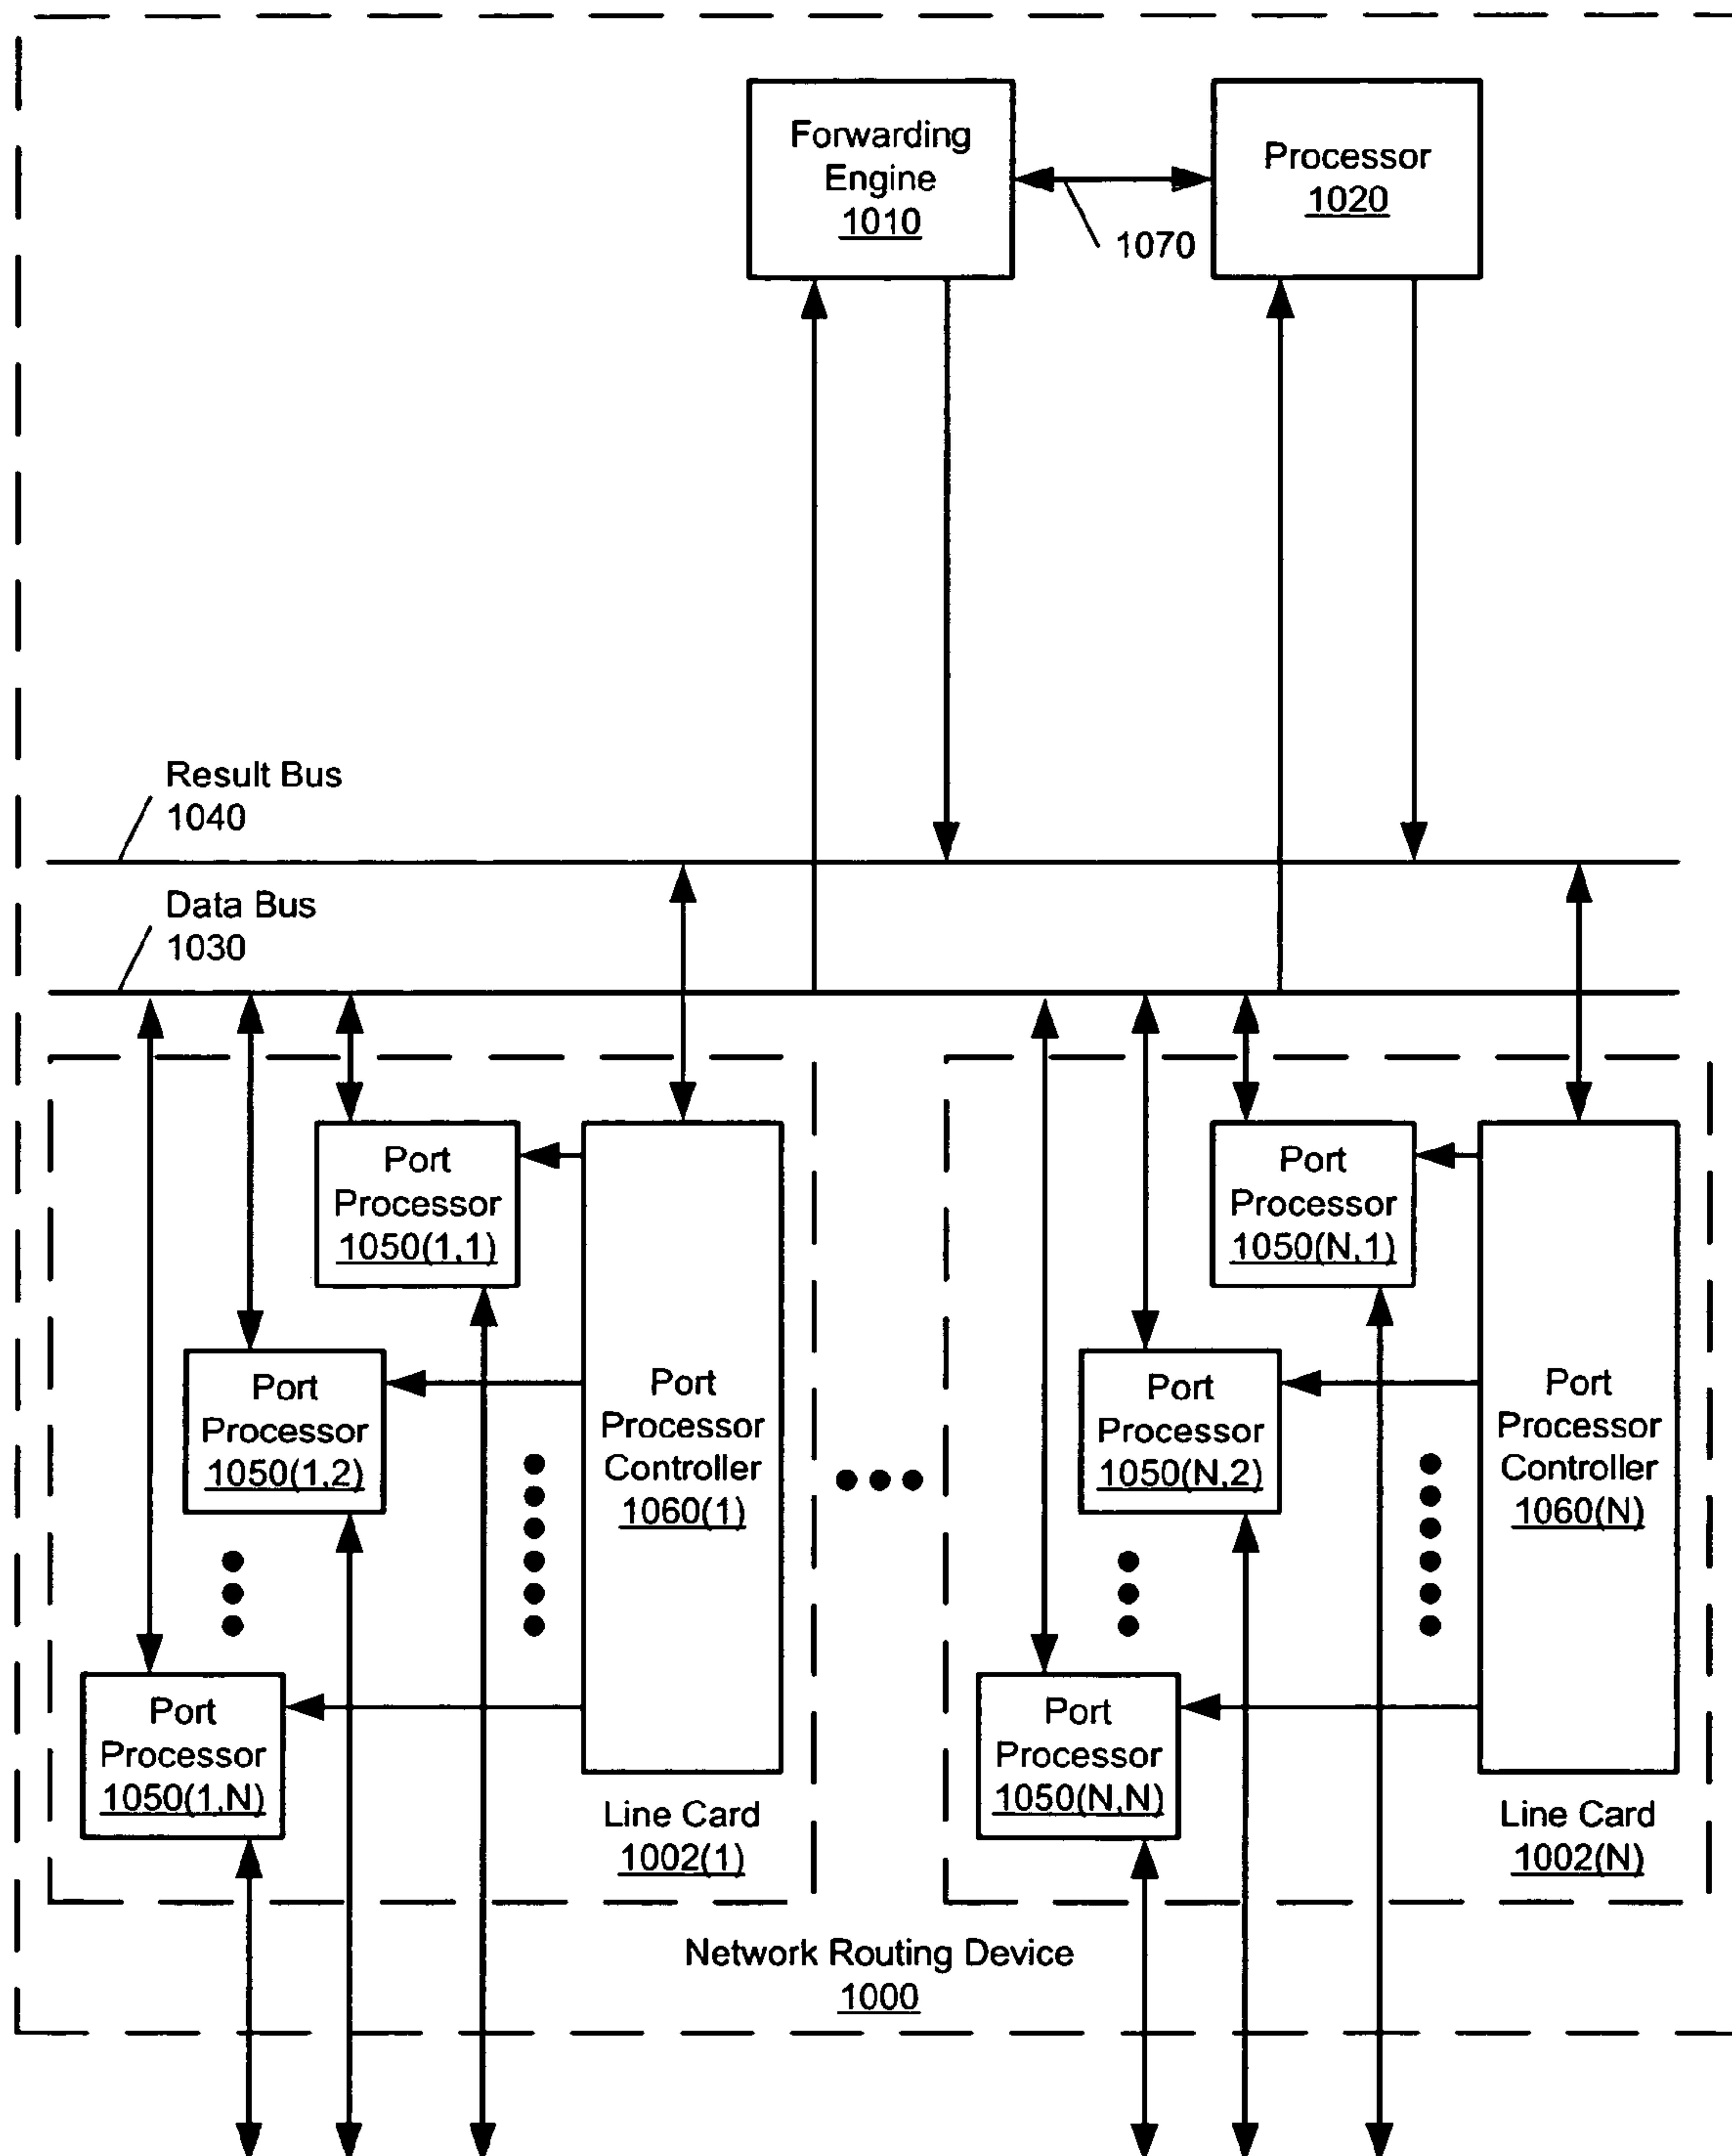 Forwarding
Engine
1010
Processor
1020
1070
Result Bus
1040
Data Bus
1030
Port
Processor
1050(1,1)
Port
Processor
1050(1,2)
Port
Processor
1050(1,N)
Port
Processor
Controller
1060(1)
Line Card
1002(1)
Port
Processor
1050(N,1)
Port
Processor
1050(N,2)
Port
Processor
1050(N,N)
Port
Processor
Controller
1060(N)
Line Card
1002(N)
Network Routing Device
1000